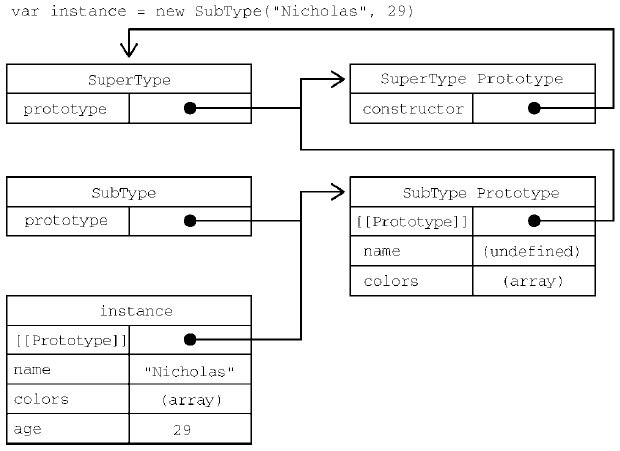 var instance = new SubType("Nicholas", 29)
SuperType
prototype
SuperType Prototype
constructor
SubType
prototype
SubType Prototype
[[Prototype]]
name (undefined)
colors (array)
instance
[[Prototype]]
name "Nicholas"
colors (array)
age 29